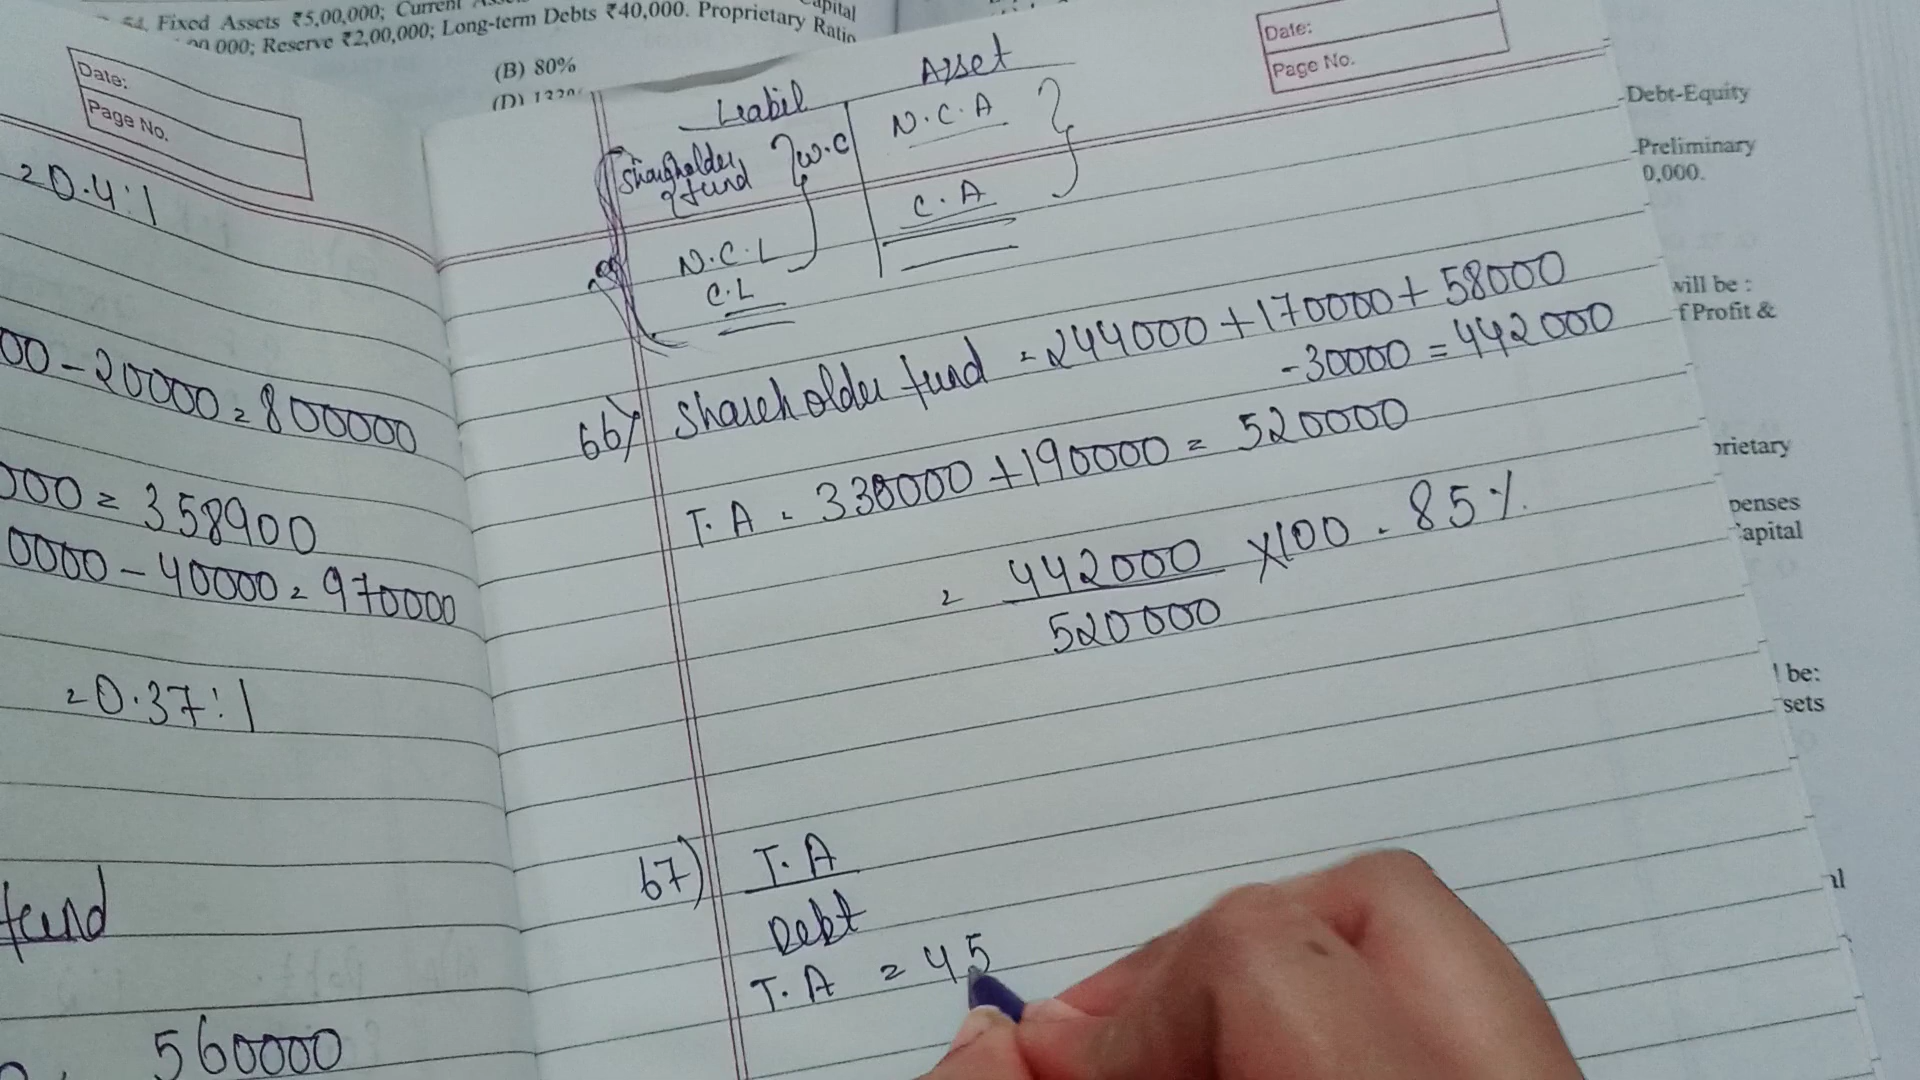 54. Fixed Assets ₹5,00,000; Current
000; Reserve ₹2,00,000; Long-term Debts ₹40,000. Proprietary Ratio
(B) 80%
(D)
Date:
Page No.
=0.4:1
00-20000=800000
000=358900
0000-40000=970000
=0.37:1
fund
560000
Date:
Page No.
Leabil Asset
Shareholder fund W.C N.C.A
C.A
N.C.L
C.L
66) Shareholder fund =244000+170000+58000
-30000=442000
T.A = 330000+190000=520000
= 442000 X100 = 85%
520000
67) T.A
Debt
T.A = 45
Debt-Equity
Preliminary
0,000.
will be :
f Profit &
prietary
penses
Capital
be:
sets